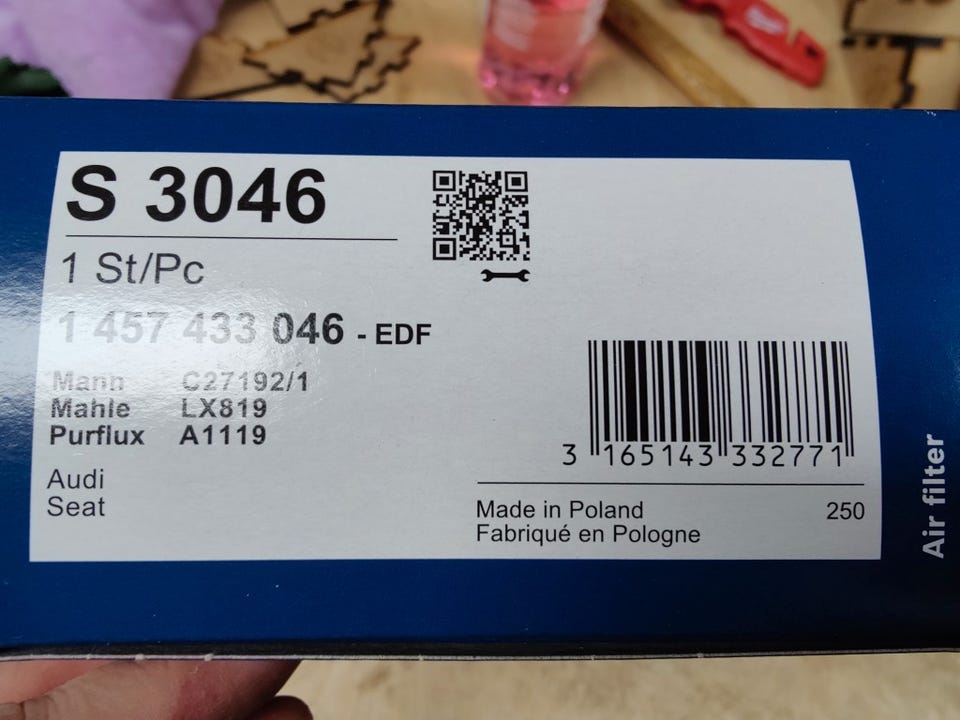 S 3046
1 St/Pc
1 457 433 046 - EDF
Mann C27192/1
Mahle LX819
Purflux A1119
Audi
Seat
3 165143 332771
Made in Poland 250
Fabriqué en Pologne
Air filter